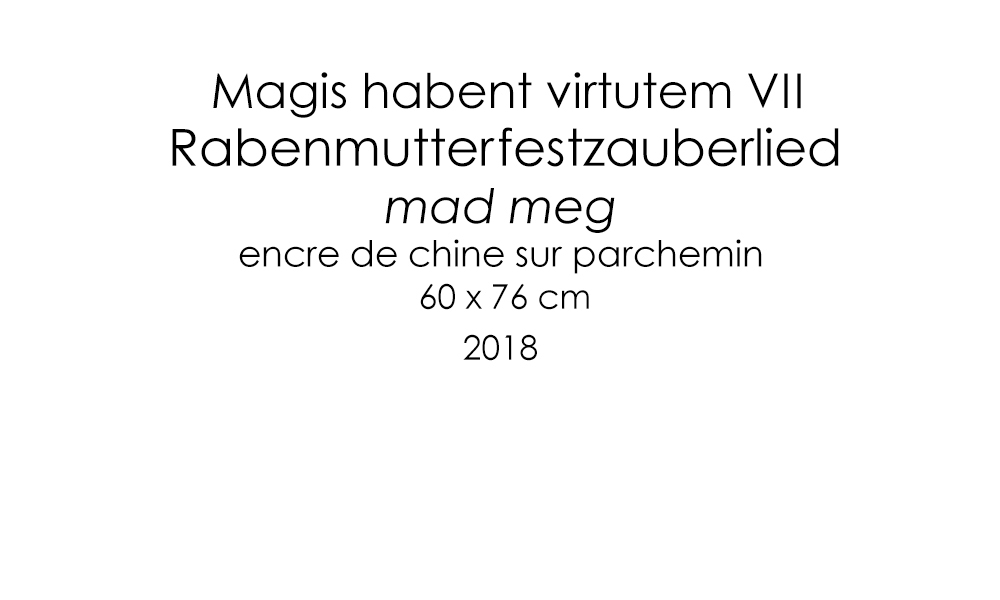 Magis habent virtutem VII
Rabenmutterfestzauberlied
mad meg
encre de chine sur parchemin
60 x 76 cm
2018